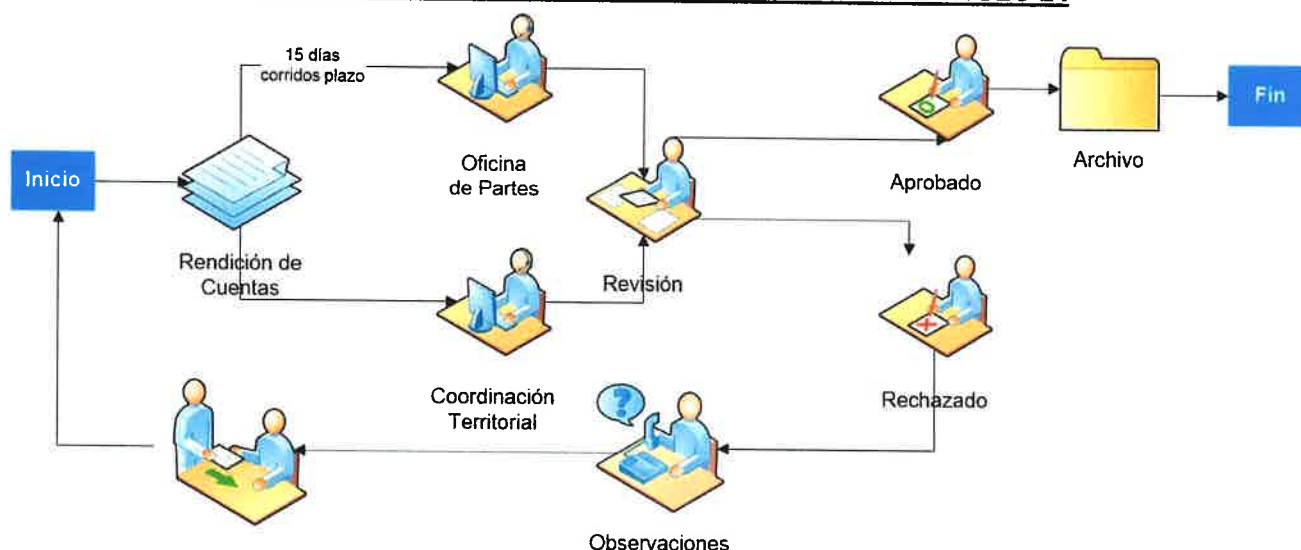 15 días
corridos plazo
Inicio
Rendición de
Cuentas
Oficina
de Partes
Coordinación
Territorial
Revisión
Aprobado
Archivo
Fin
Rechazado
Observaciones